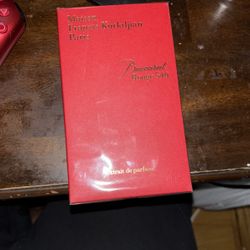 Maison
Francis Kurkdjian
Paris
Baccarat
Rouge 540
Extrait de parfum